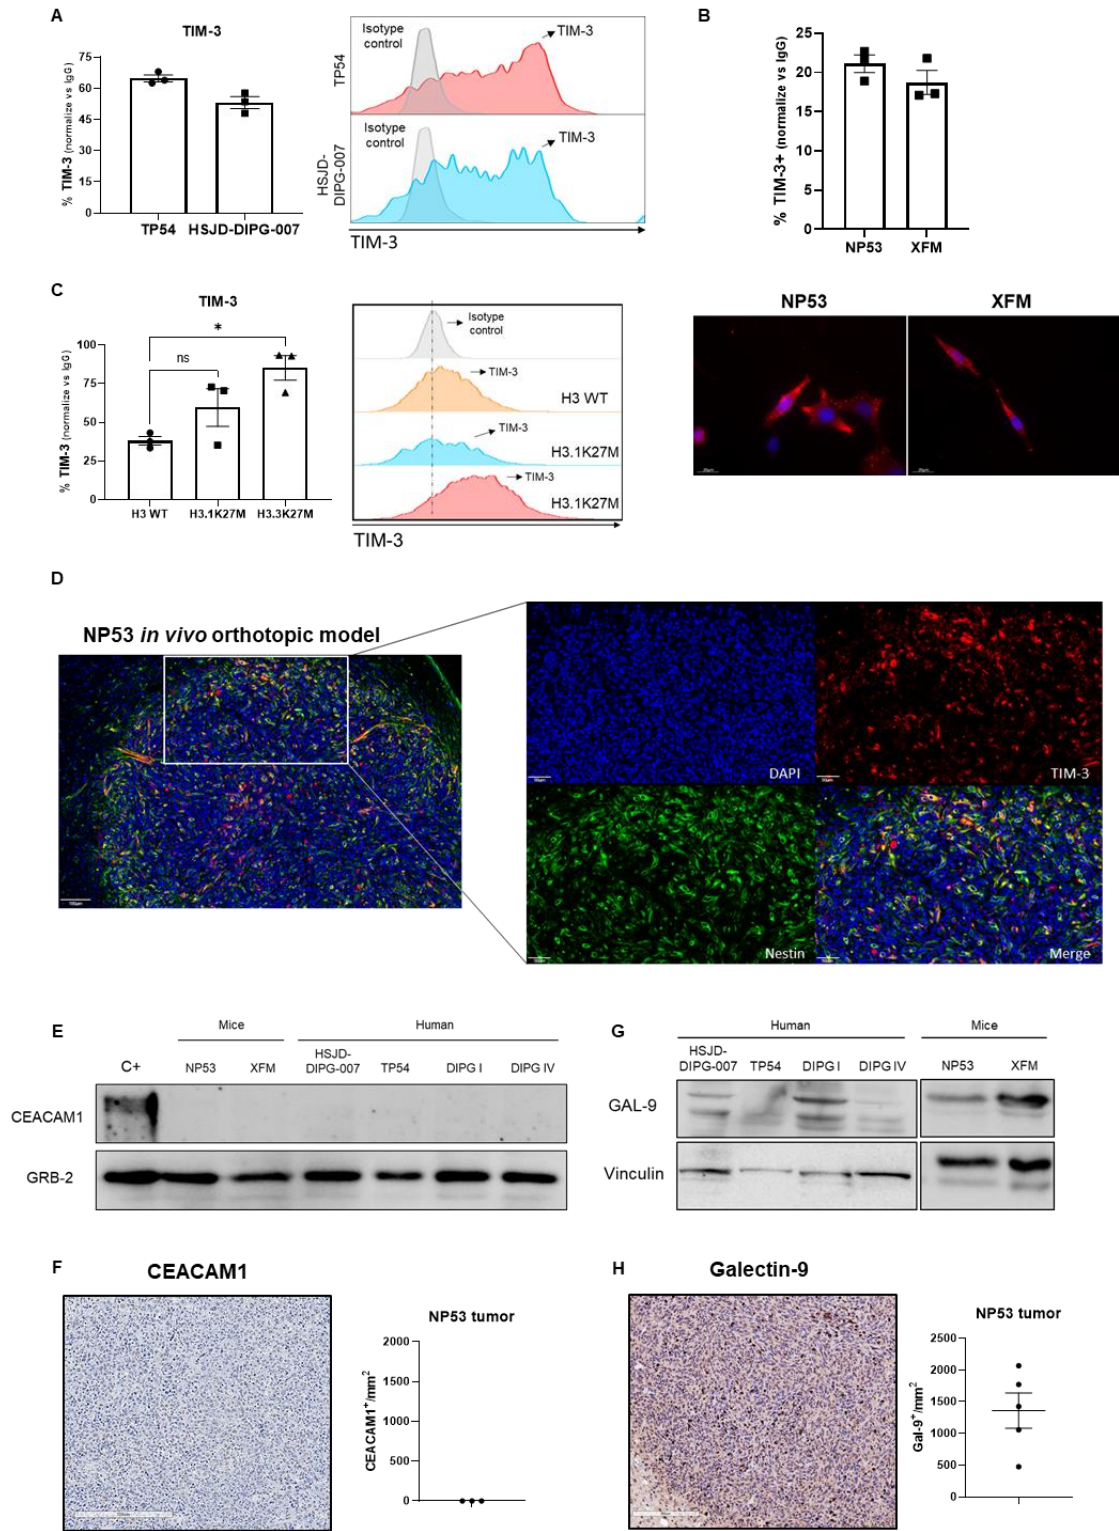 A
TIM-3
% TIM-3 (normalize vs IgG)
75
60
45
30
15
0
TP54 HSJD-DIPG-007
Isotype
control
TIM-3
TP54
Isotype
control
TIM-3
HSJD-
DIPG-007
TIM-3
B
% TIM-3+ (normalize vs IgG)
25
20
15
10
5
0
NP53 XFM
NP53 XFM
C
TIM-3
% TIM-3 (normalize vs IgG)
*
ns
100
75
50
25
0
H3 WT H3.1K27M H3.3K27M
Isotype
control
TIM-3
H3 WT
TIM-3
H3.1K27M
TIM-3
H3.1K27M
TIM-3
D
NP53 in vivo orthotopic model
DAPI
TIM-3
Nestin
Merge
E
Mice Human
C+ NP53 XFM HSJD-
DIPG-007 TP54 DIPG I DIPG IV
CEACAM1
GRB-2
G
Human Mice
HSJD-
DIPG-007 TP54 DIPG I DIPG IV NP53 XFM
GAL-9
Vinculin
F
CEACAM1
NP53 tumor
CEACAM1+/mm2
2000
1500
1000
500
0
H
Galectin-9
NP53 tumor
Gal-9+/mm2
2500
2000
1500
1000
500
0